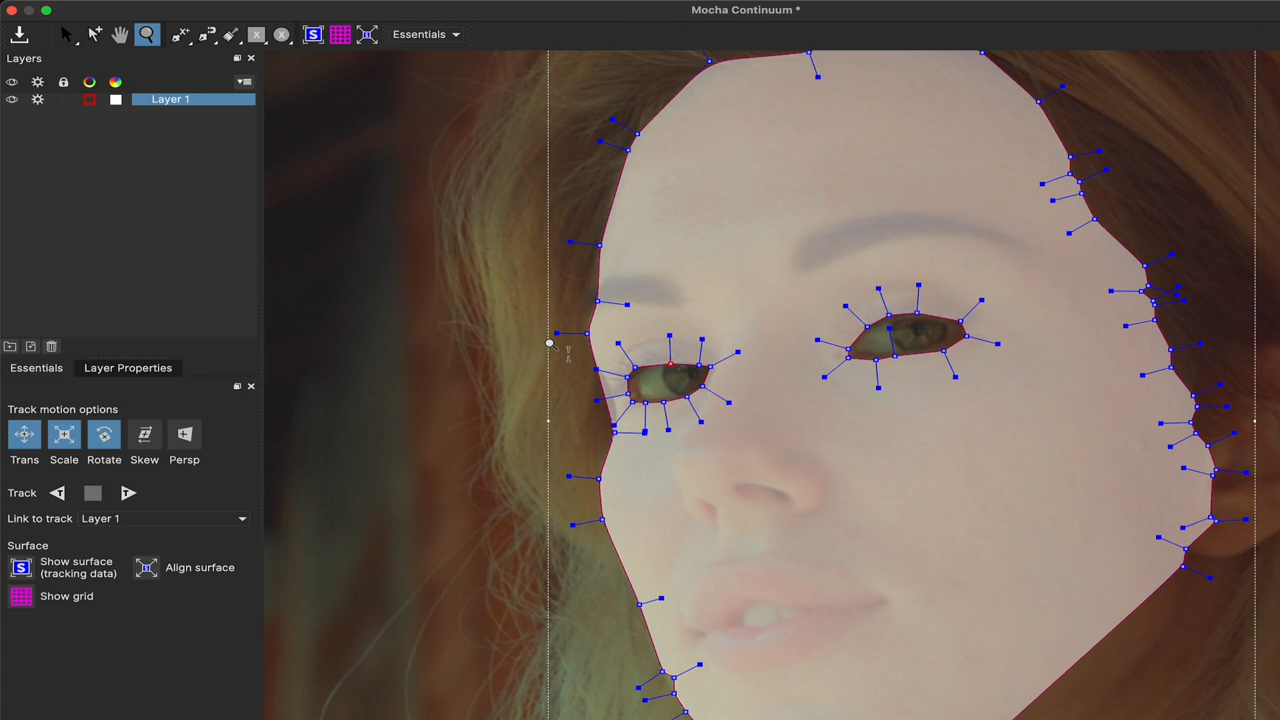 Mocha Continuum *
Essentials
Layers
Layer 1
Essentials
Layer Properties
Track motion options
Trans
Scale
Rotate
Skew
Persp
Track
Link to track
Layer 1
Surface
Show surface
(tracking data)
Align surface
Show grid